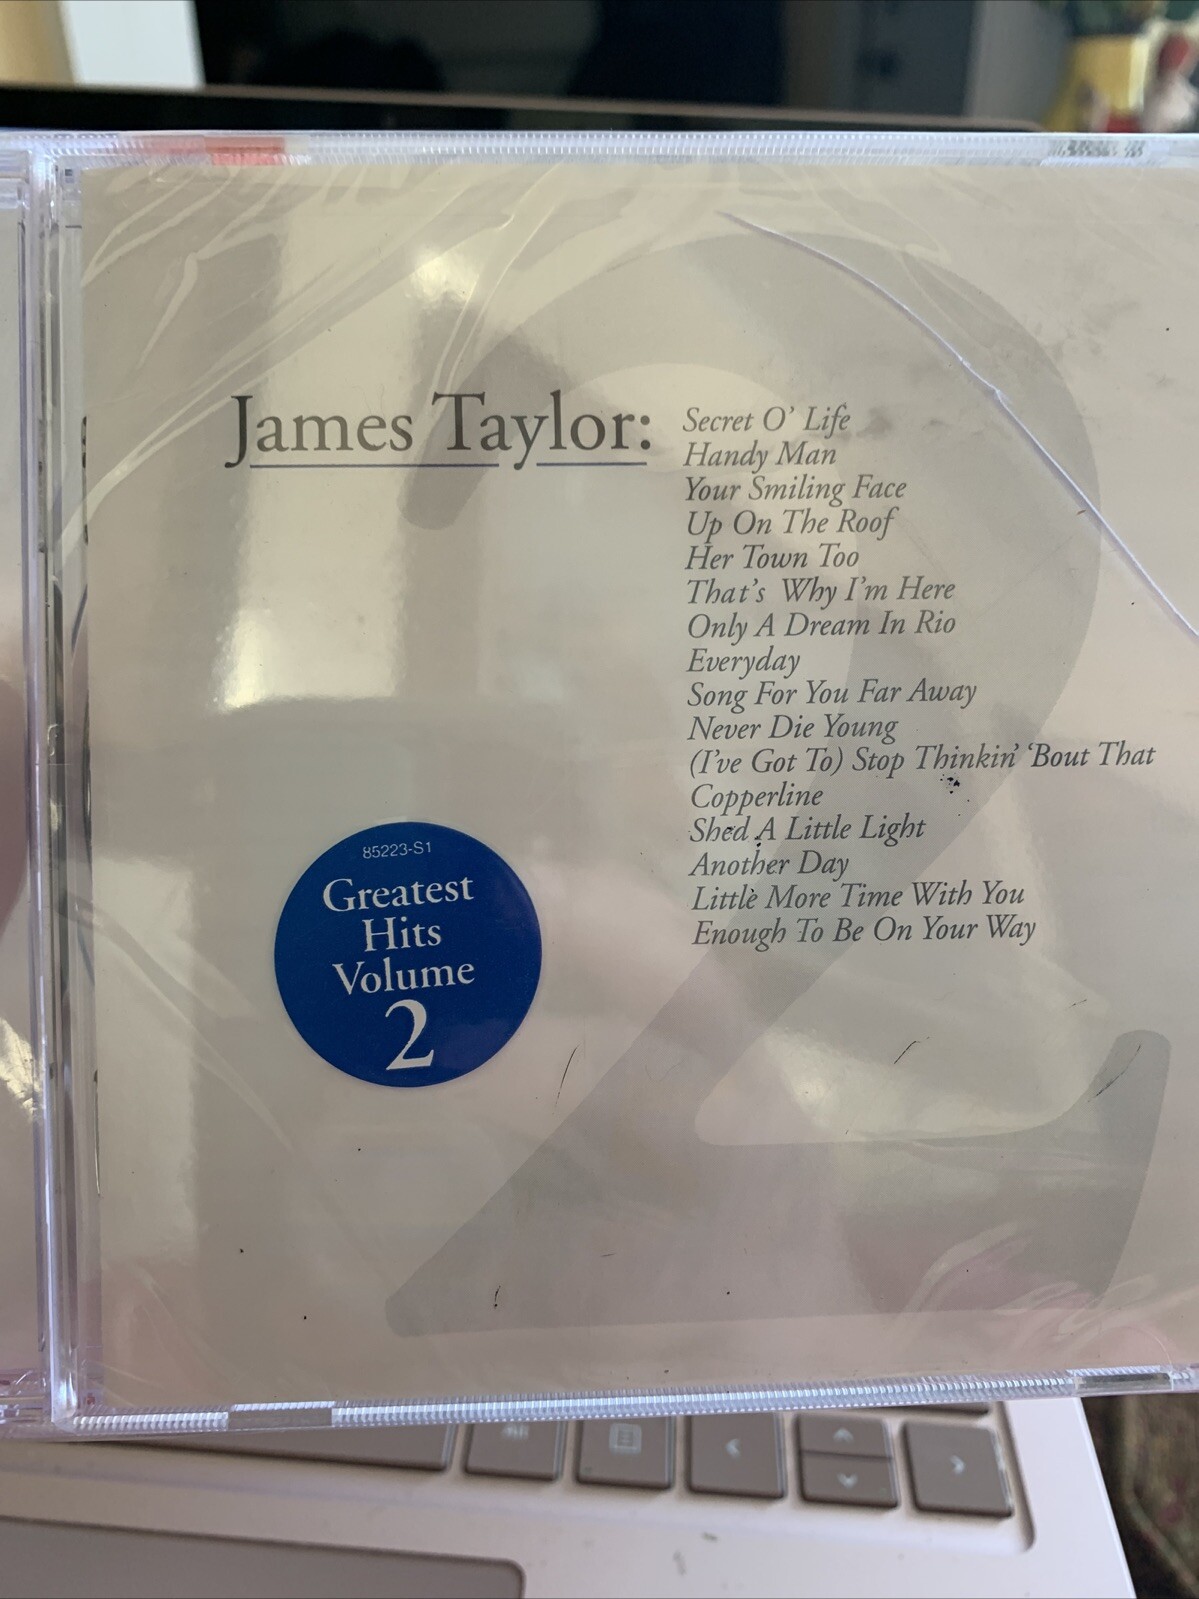 James Taylor:
Secret O' Life
Handy Man
Your Smiling Face
Up On The Roof
Her Town Too
That's Why I'm Here
Only A Dream In Rio
Everyday
Song For You Far Away
Never Die Young
(I've Got To) Stop Thinkin' 'Bout That
Copperline
Shed A Little Light
Another Day
Little More Time With You
Enough To Be On Your Way
85223-S1
Greatest
Hits
Volume
2